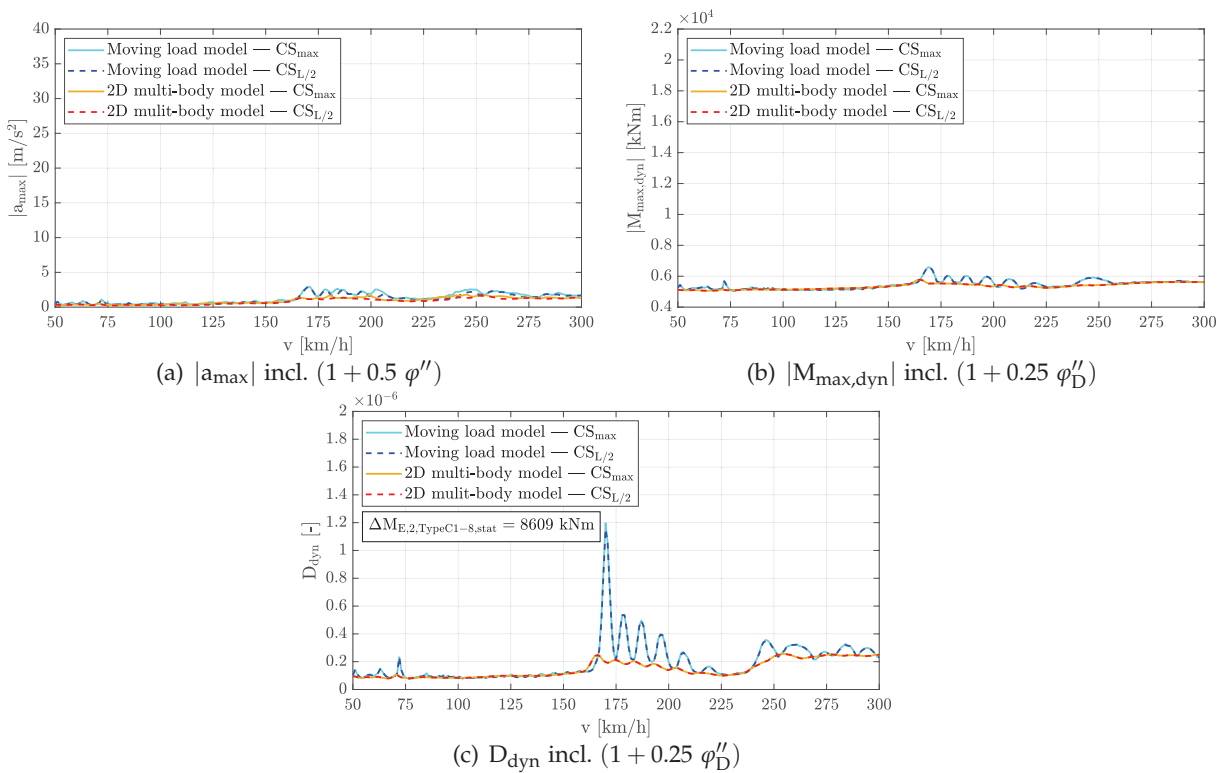 40
35
30
25
20
15
10
5
0
|a_max| [m/s²]
Moving load model — CS_max
Moving load model — CS_L/2
2D multi-body model — CS_max
2D mulit-body model — CS_L/2
50 75 100 125 150 175 200 225 250 275 300
v [km/h]
(a) |a_max| incl. (1 + 0.5 φ″)
×10⁴
2.2
2
1.8
1.6
1.4
1.2
1
0.8
0.6
0.4
|M_max,dyn| [kNm]
Moving load model — CS_max
Moving load model — CS_L/2
2D multi-body model — CS_max
2D mulit-body model — CS_L/2
50 75 100 125 150 175 200 225 250 275 300
v [km/h]
(b) |M_max,dyn| incl. (1 + 0.25 φ″_D)
×10⁻⁶
2
1.8
1.6
1.4
1.2
1
0.8
0.6
0.4
0.2
0
D_dyn [-]
Moving load model — CS_max
Moving load model — CS_L/2
2D multi-body model — CS_max
2D mulit-body model — CS_L/2
ΔM_E,2,TypeC1−8,stat = 8609 kNm
50 75 100 125 150 175 200 225 250 275 300
v [km/h]
(c) D_dyn incl. (1 + 0.25 φ″_D)